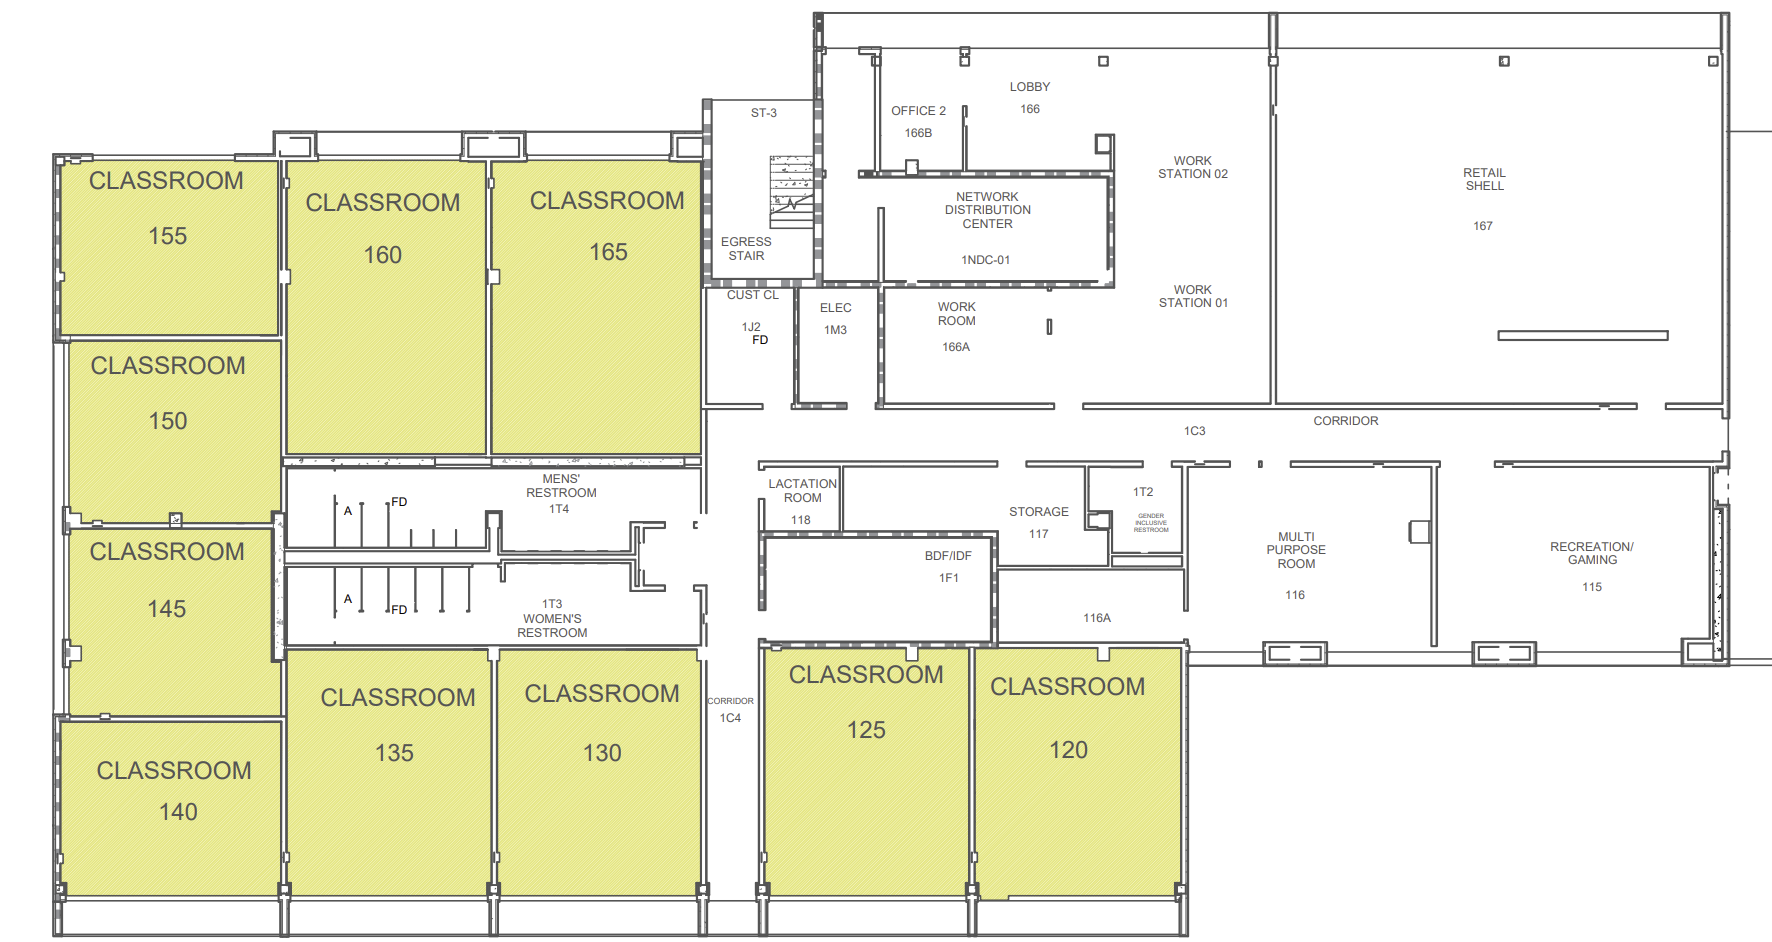 ST-3
EGRESS
STAIR
OFFICE 2
166B
LOBBY
166
WORK
STATION 02
RETAIL
SHELL
167
NETWORK
DISTRIBUTION
CENTER
1NDC-01
WORK
STATION 01
CLASSROOM
155
CLASSROOM
160
CLASSROOM
165
CUST CL
1J2
FD
ELEC
1M3
WORK
ROOM
166A
CLASSROOM
150
1C3
CORRIDOR
MENS'
RESTROOM
1T4
A
FD
LACTATION
ROOM
118
STORAGE
117
1T2
GENDER
INCLUSIVE
RESTROOM
MULTI
PURPOSE
ROOM
116
RECREATION/
GAMING
115
CLASSROOM
145
A
FD
1T3
WOMEN'S
RESTROOM
BDF/IDF
1F1
116A
CLASSROOM
140
CLASSROOM
135
CLASSROOM
130
CORRIDOR
1C4
CLASSROOM
125
CLASSROOM
120